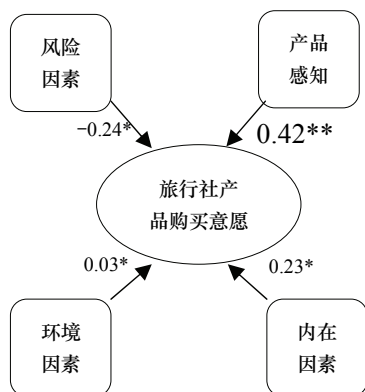 风险
因素
产品
感知
−0.24*
0.42**
旅行社产
品购买意愿
0.03*
0.23*
环境
因素
内在
因素